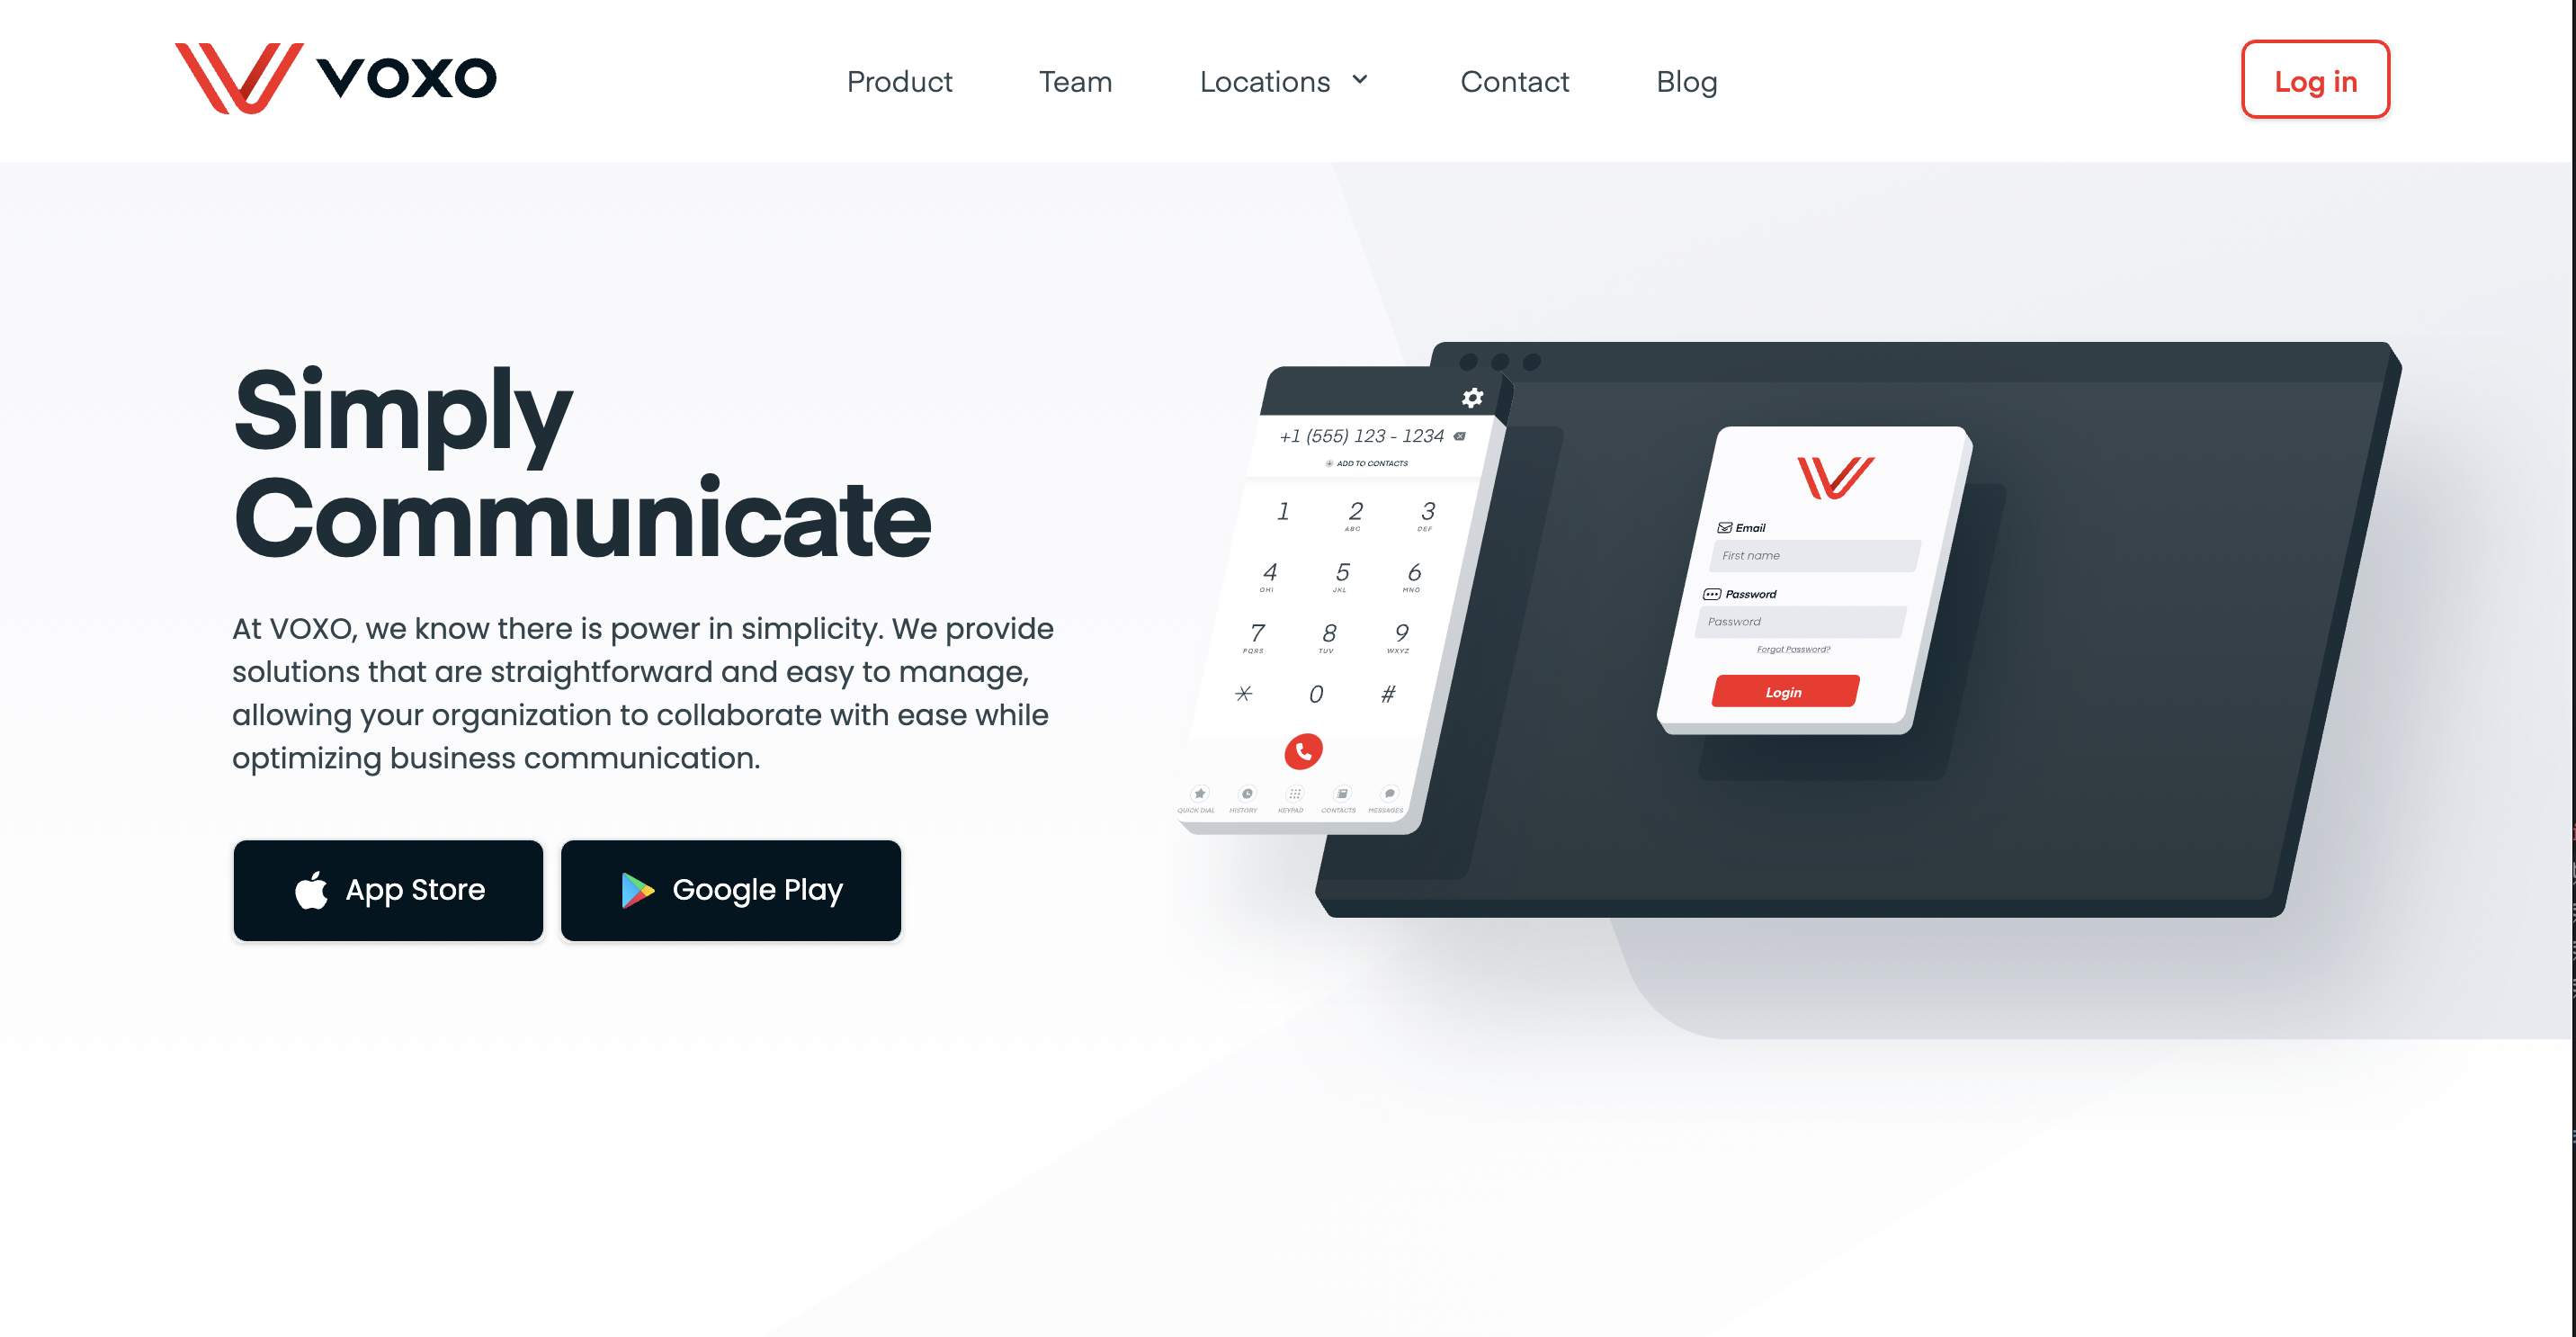 VOXO
Product
Team
Locations
Contact
Blog
Log in
Simply
Communicate
At VOXO, we know there is power in simplicity. We provide
solutions that are straightforward and easy to manage,
allowing your organization to collaborate with ease while
optimizing business communication.
App Store
Google Play
+1 (555) 123 - 1234
ADD TO CONTACTS
1
2
3
ABC
DEF
4
5
6
GHI
JKL
MNO
7
8
9
PQRS
TUV
WXYZ
*
0
#
QUICK DIAL
HISTORY
KEYPAD
CONTACTS
MESSAGES
Email
First name
Password
Password
Forgot Password?
Login